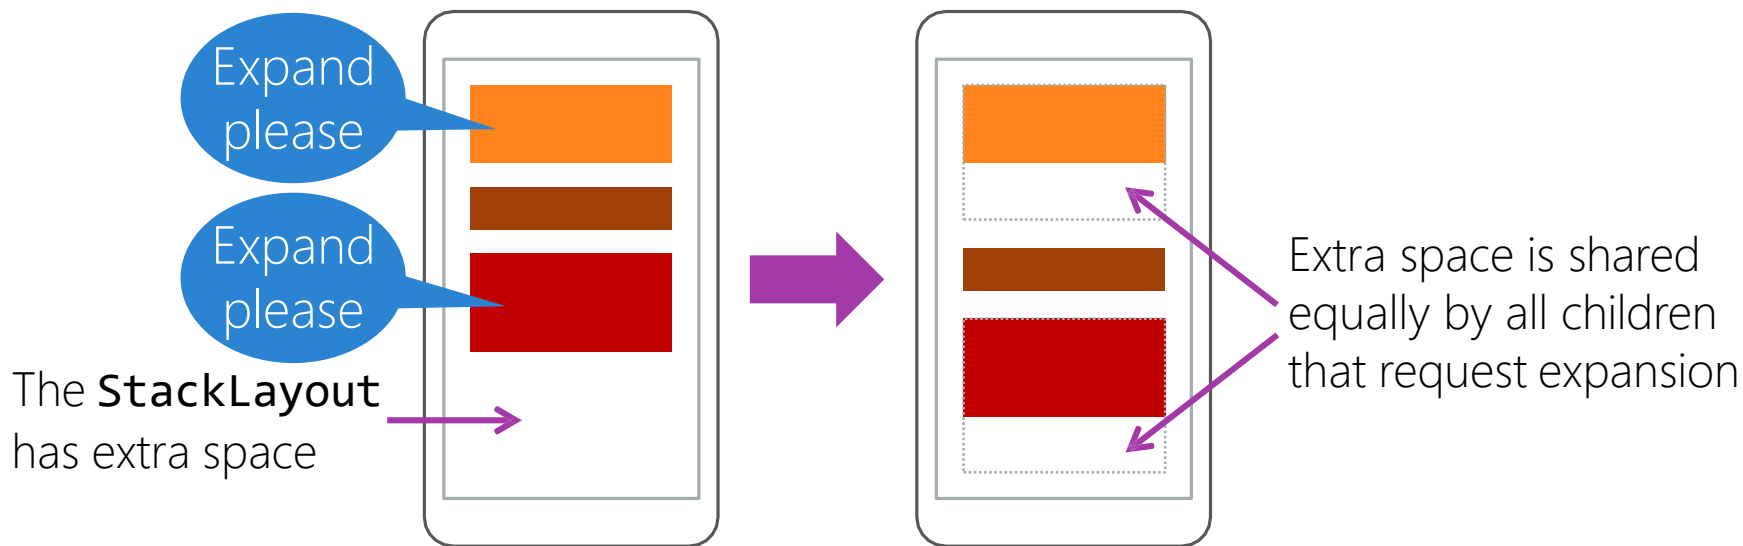 Expand
please
Expand
please
The StackLayout
has extra space
Extra space is shared
equally by all children
that request expansion